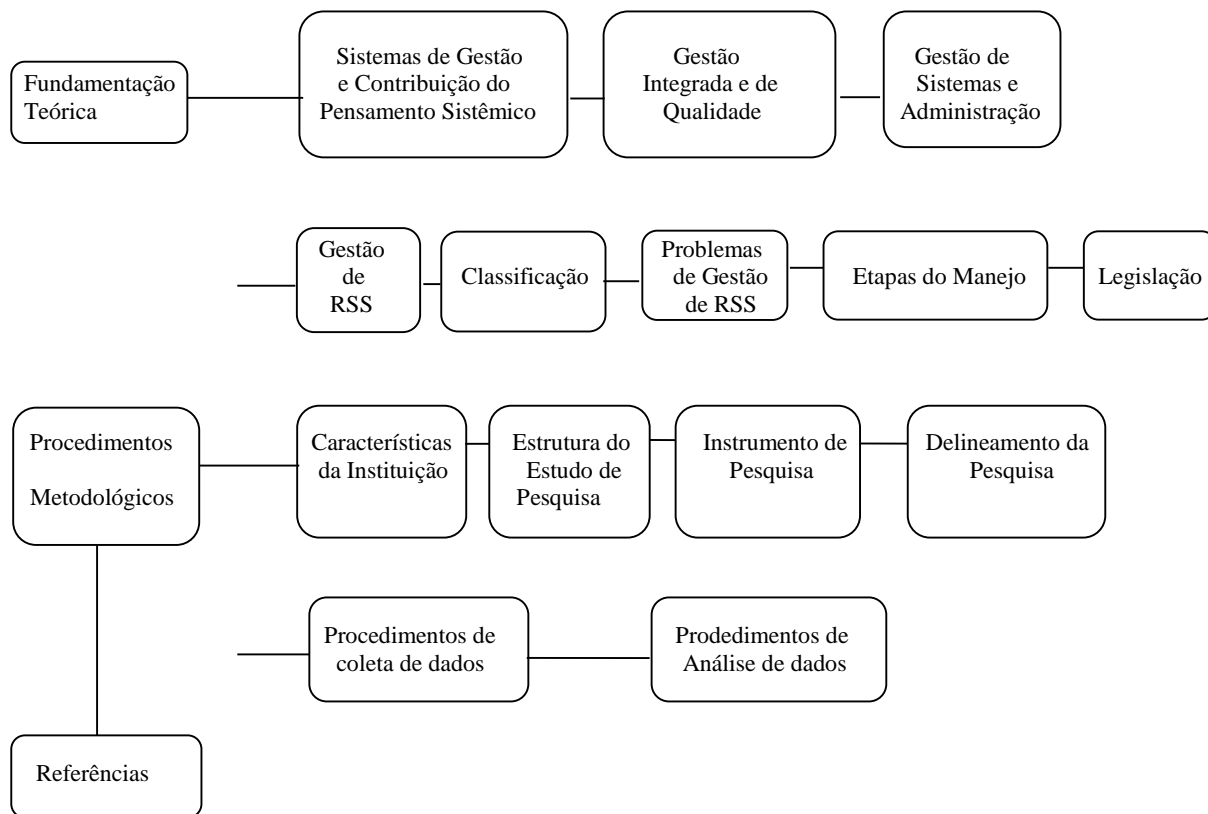 Fundamentação
Teórica
Sistemas de Gestão
e Contribuição do
Pensamento Sistêmico
Gestão
Integrada e de
Qualidade
Gestão de
Sistemas e
Administração
Gestão
de
RSS
Classificação
Problemas
de Gestão
de RSS
Etapas do Manejo
Legislação
Procedimentos
Metodológicos
Característícas
da Instituição
Estrutura do
Estudo de
Pesquisa
Instrumento de
Pesquisa
Delineamento da
Pesquisa
Procedimentos de
coleta de dados
Prodedimentos de
Análise de dados
Referências